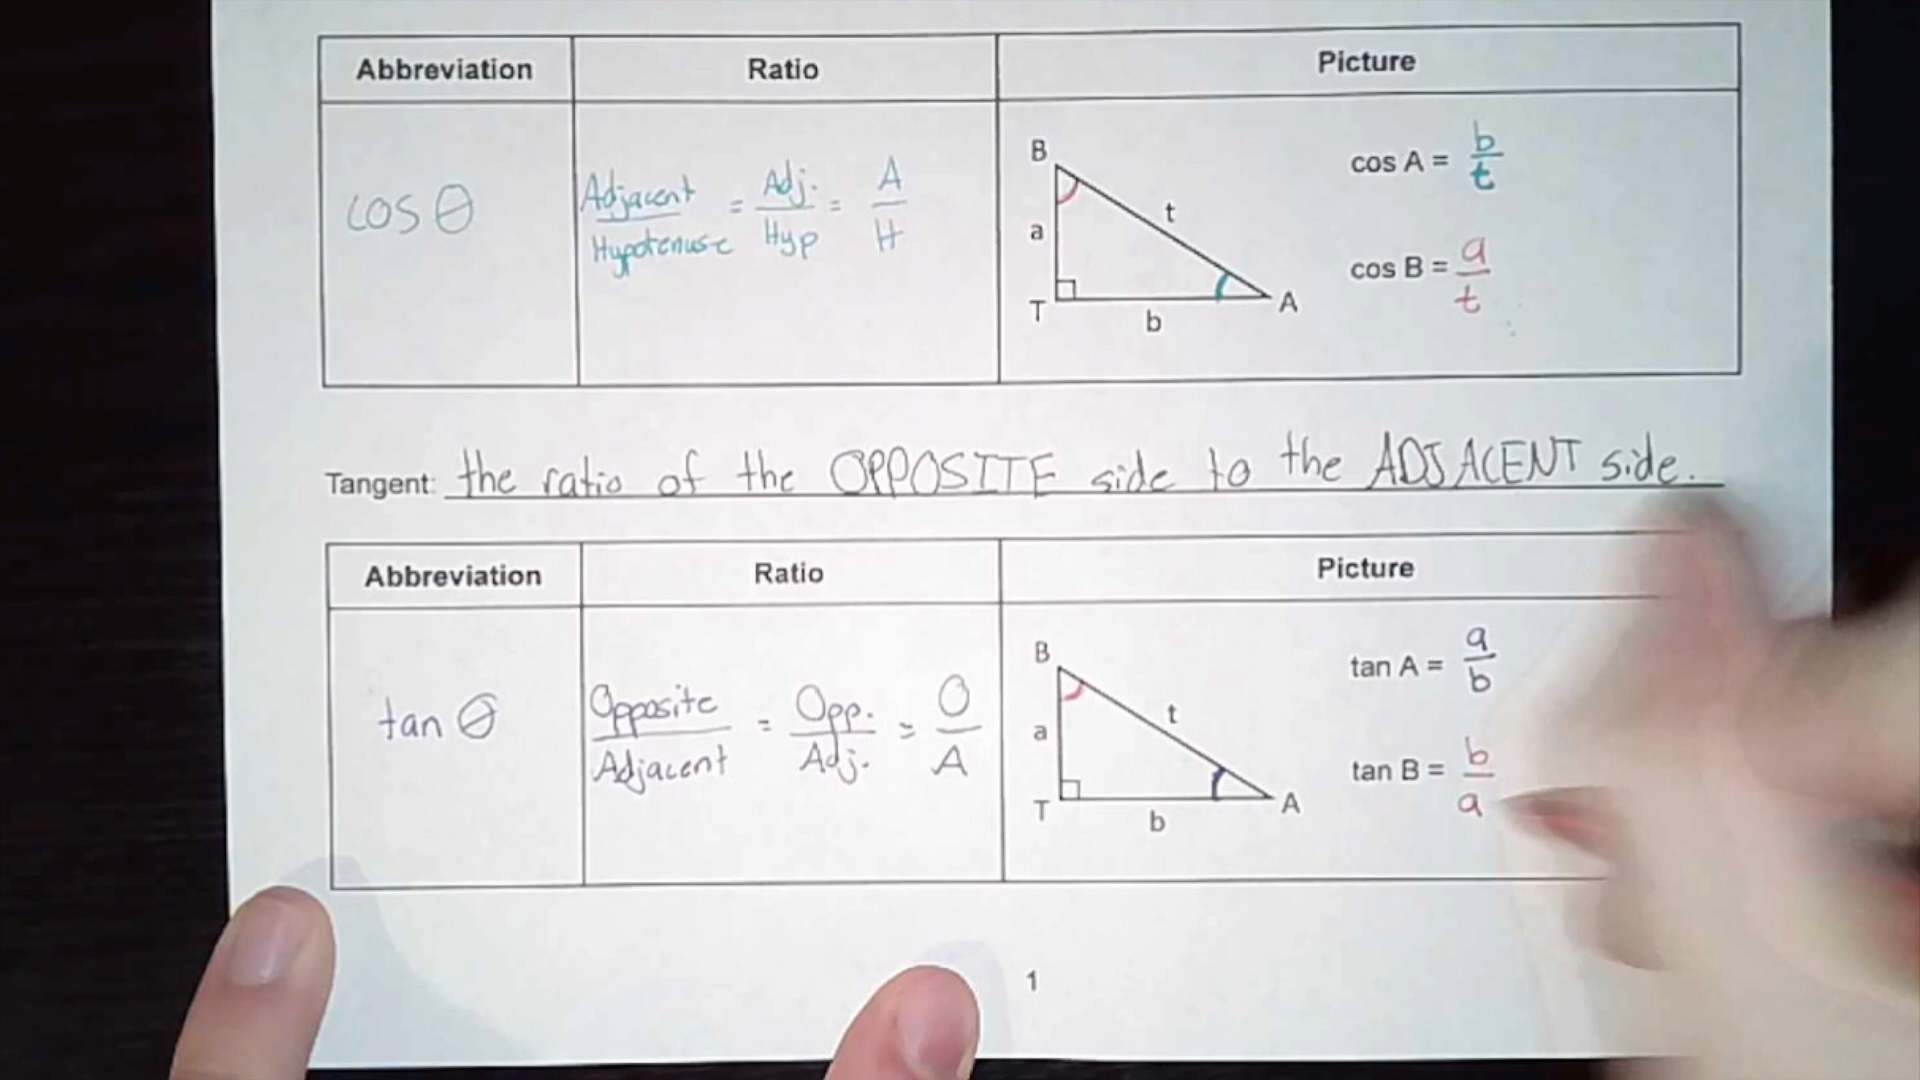 Abbreviation Ratio Picture
cos θ
Adjacent / Hypotenuse = Adj. / Hyp = A / H
B
a
t
T
b
A
cos A = b / t
cos B = a / t
Tangent: the ratio of the OPPOSITE side to the ADJACENT side.
Abbreviation Ratio Picture
tan θ
Opposite / Adjacent = Opp. / Adj. = O / A
B
a
t
T
b
A
tan A = a / b
tan B = b / a
1